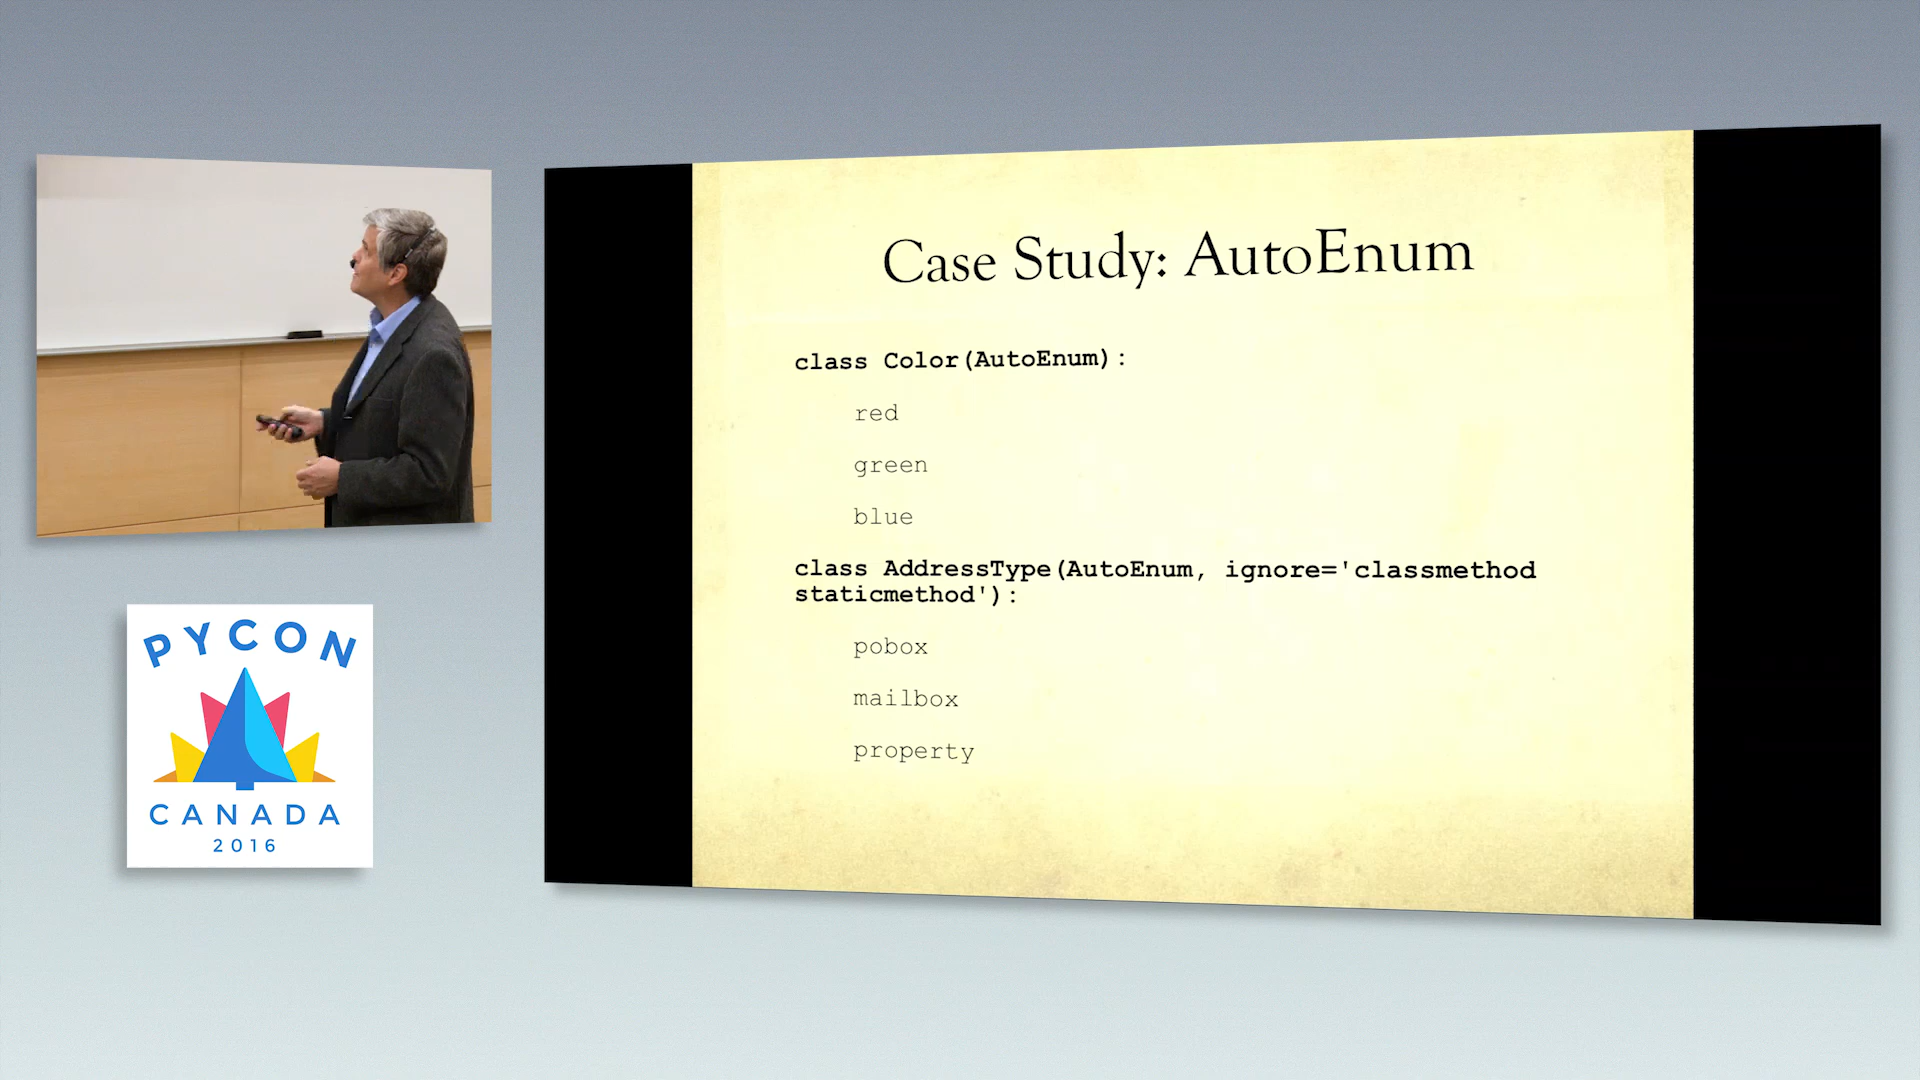 Case Study: AutoEnum
class Color(AutoEnum):
red
green
blue
class AddressType(AutoEnum, ignore='classmethod
staticmethod'):
pobox
mailbox
property
PYCON
CANADA
2016